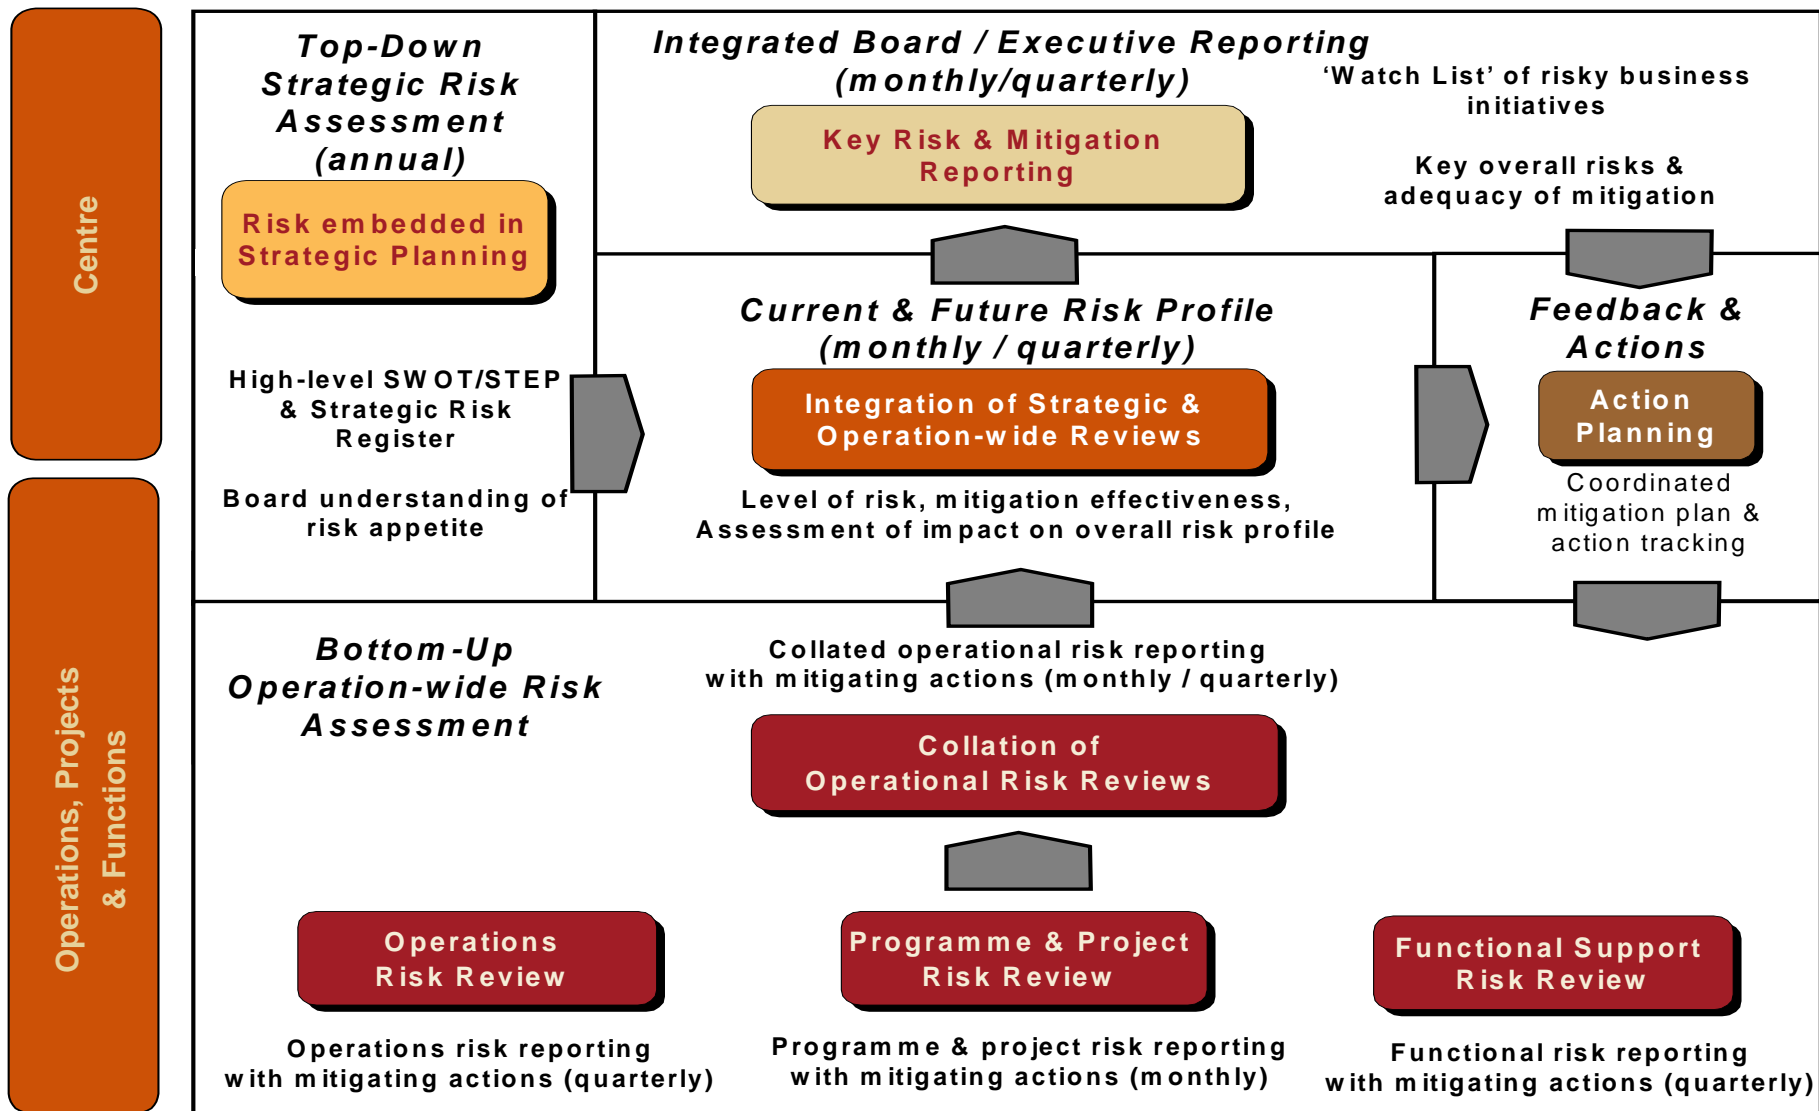 Centre
Operations, Projects
& Functions
Top-Down
Strategic Risk
Assessment
(annual)
Risk embedded in
Strategic Planning
High-level SWOT/STEP
& Strategic Risk
Register
Board understanding of
risk appetite
Integrated Board / Executive Reporting
(monthly/quarterly)
Key Risk & Mitigation
Reporting
‘Watch List’ of risky business
initiatives
Key overall risks &
adequacy of mitigation
Current & Future Risk Profile
(monthly / quarterly)
Integration of Strategic &
Operation-wide Reviews
Level of risk, mitigation effectiveness,
Assessment of impact on overall risk profile
Feedback &
Actions
Action
Planning
Coordinated
mitigation plan &
action tracking
Bottom-Up
Operation-wide Risk
Assessment
Collated operational risk reporting
with mitigating actions (monthly / quarterly)
Collation of
Operational Risk Reviews
Operations
Risk Review
Operations risk reporting
with mitigating actions (quarterly)
Programme & Project
Risk Review
Programme & project risk reporting
with mitigating actions (monthly)
Functional Support
Risk Review
Functional risk reporting
with mitigating actions (quarterly)